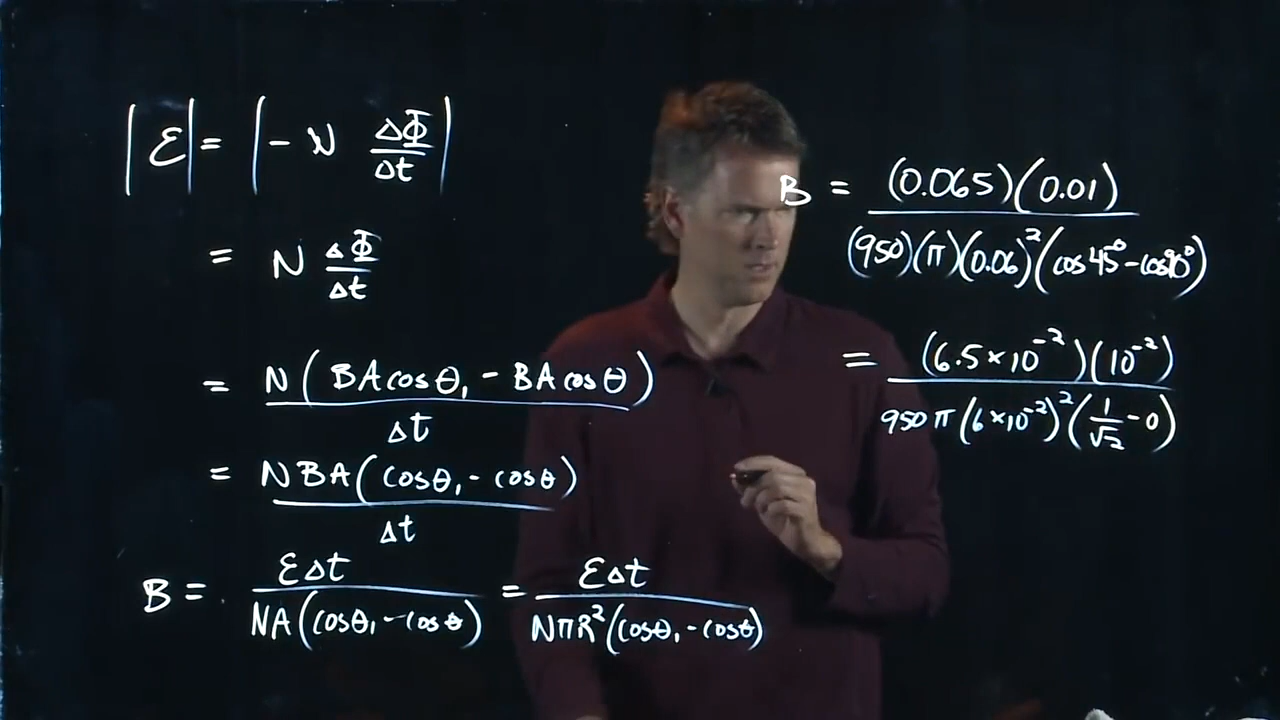 |ℰ| = |- N ΔΦ/Δt|
= N ΔΦ/Δt
= N(BAcosθ₁ - BAcosθ)/Δt
= NBA(cosθ₁ - cosθ)/Δt
B = ℰΔt/NA(cosθ₁ - cosθ) = ℰΔt/NπR²(cosθ₁ - cosθ)
B = (0.065)(0.01)/(950)(π)(0.06)²(cos45° - cos90°)
= (6.5×10⁻²)(10⁻²)/950π(6×10⁻²)²(1/√2 - 0)